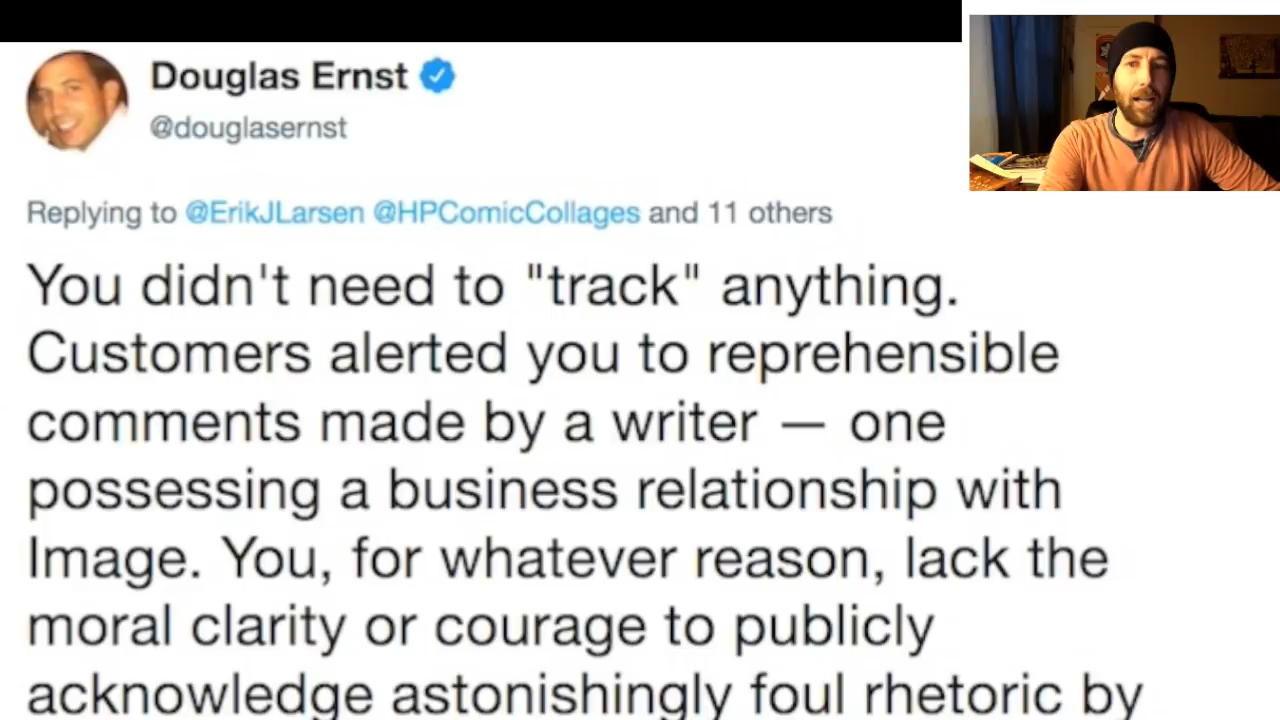 Douglas Ernst
@douglasernst
Replying to @ErikJLarsen @HPComicCollages and 11 others
You didn't need to "track" anything.
Customers alerted you to reprehensible
comments made by a writer — one
possessing a business relationship with
Image. You, for whatever reason, lack the
moral clarity or courage to publicly
acknowledge astonishingly foul rhetoric by